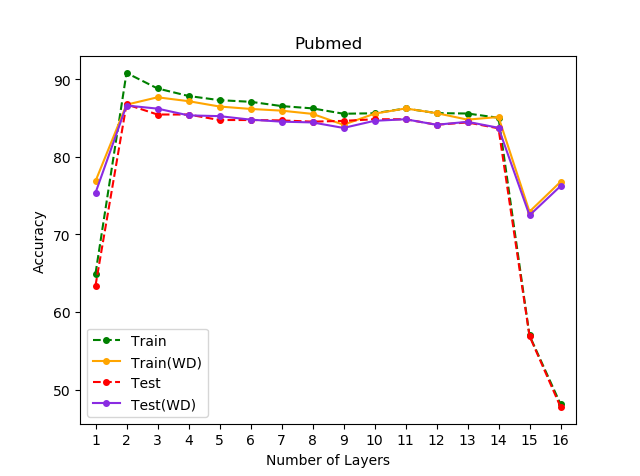 Pubmed
90
80
70
60
50
Accuracy
Train
Train(WD)
Test
Test(WD)
1 2 3 4 5 6 7 8 9 10 11 12 13 14 15 16
Number of Layers